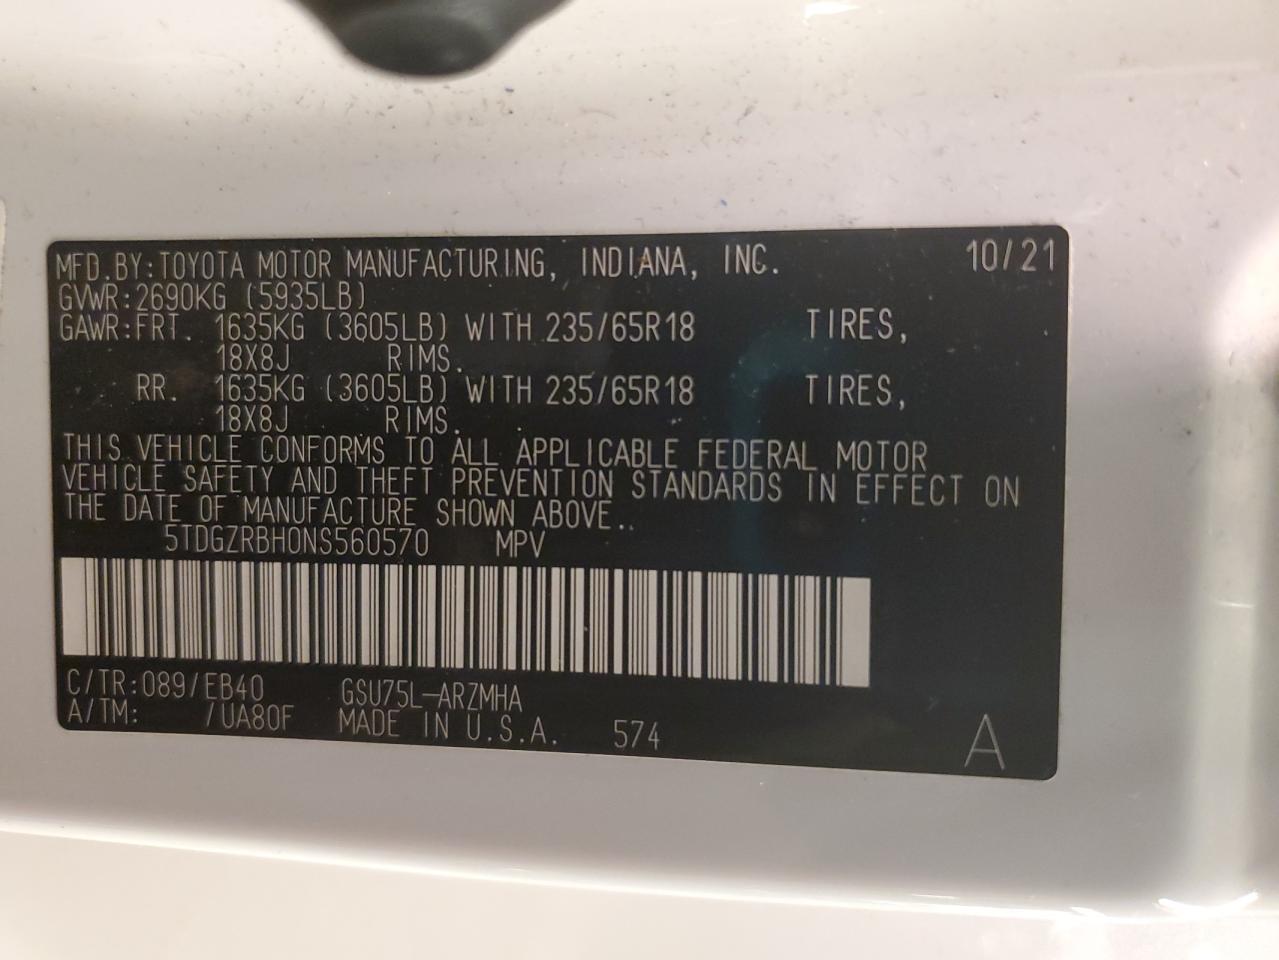 MFD.BY:TOYOTA MOTOR MANUFACTURING, INDIANA, INC. 10/21
GVWR:2690KG (5935LB)
GAWR:FRT. 1635KG (3605LB) WITH 235/65R18 TIRES,
18X8J RIMS.
RR. 1635KG (3605LB) WITH 235/65R18 TIRES,
18X8J RIMS.
THIS VEHICLE CONFORMS TO ALL APPLICABLE FEDERAL MOTOR
VEHICLE SAFETY AND THEFT PREVENTION STANDARDS IN EFFECT ON
THE DATE OF MANUFACTURE SHOWN ABOVE..
5TDGZRBH0NS560570 MPV
C/TR:089/EB40 GSU75L-ARZMHA
A/TM: /UA80F MADE IN U.S.A. 574 A